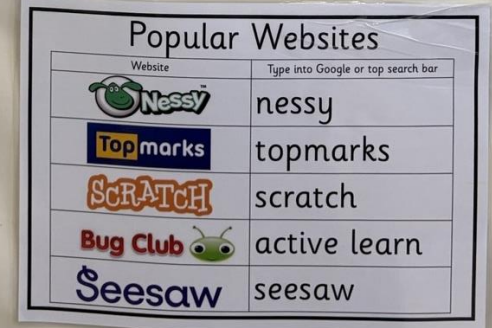 Popular Websites
Website Type into Google or top search bar
Nessy™ nessy
Topmarks topmarks
SCRATCH scratch
Bug Club active learn
Seesaw seesaw